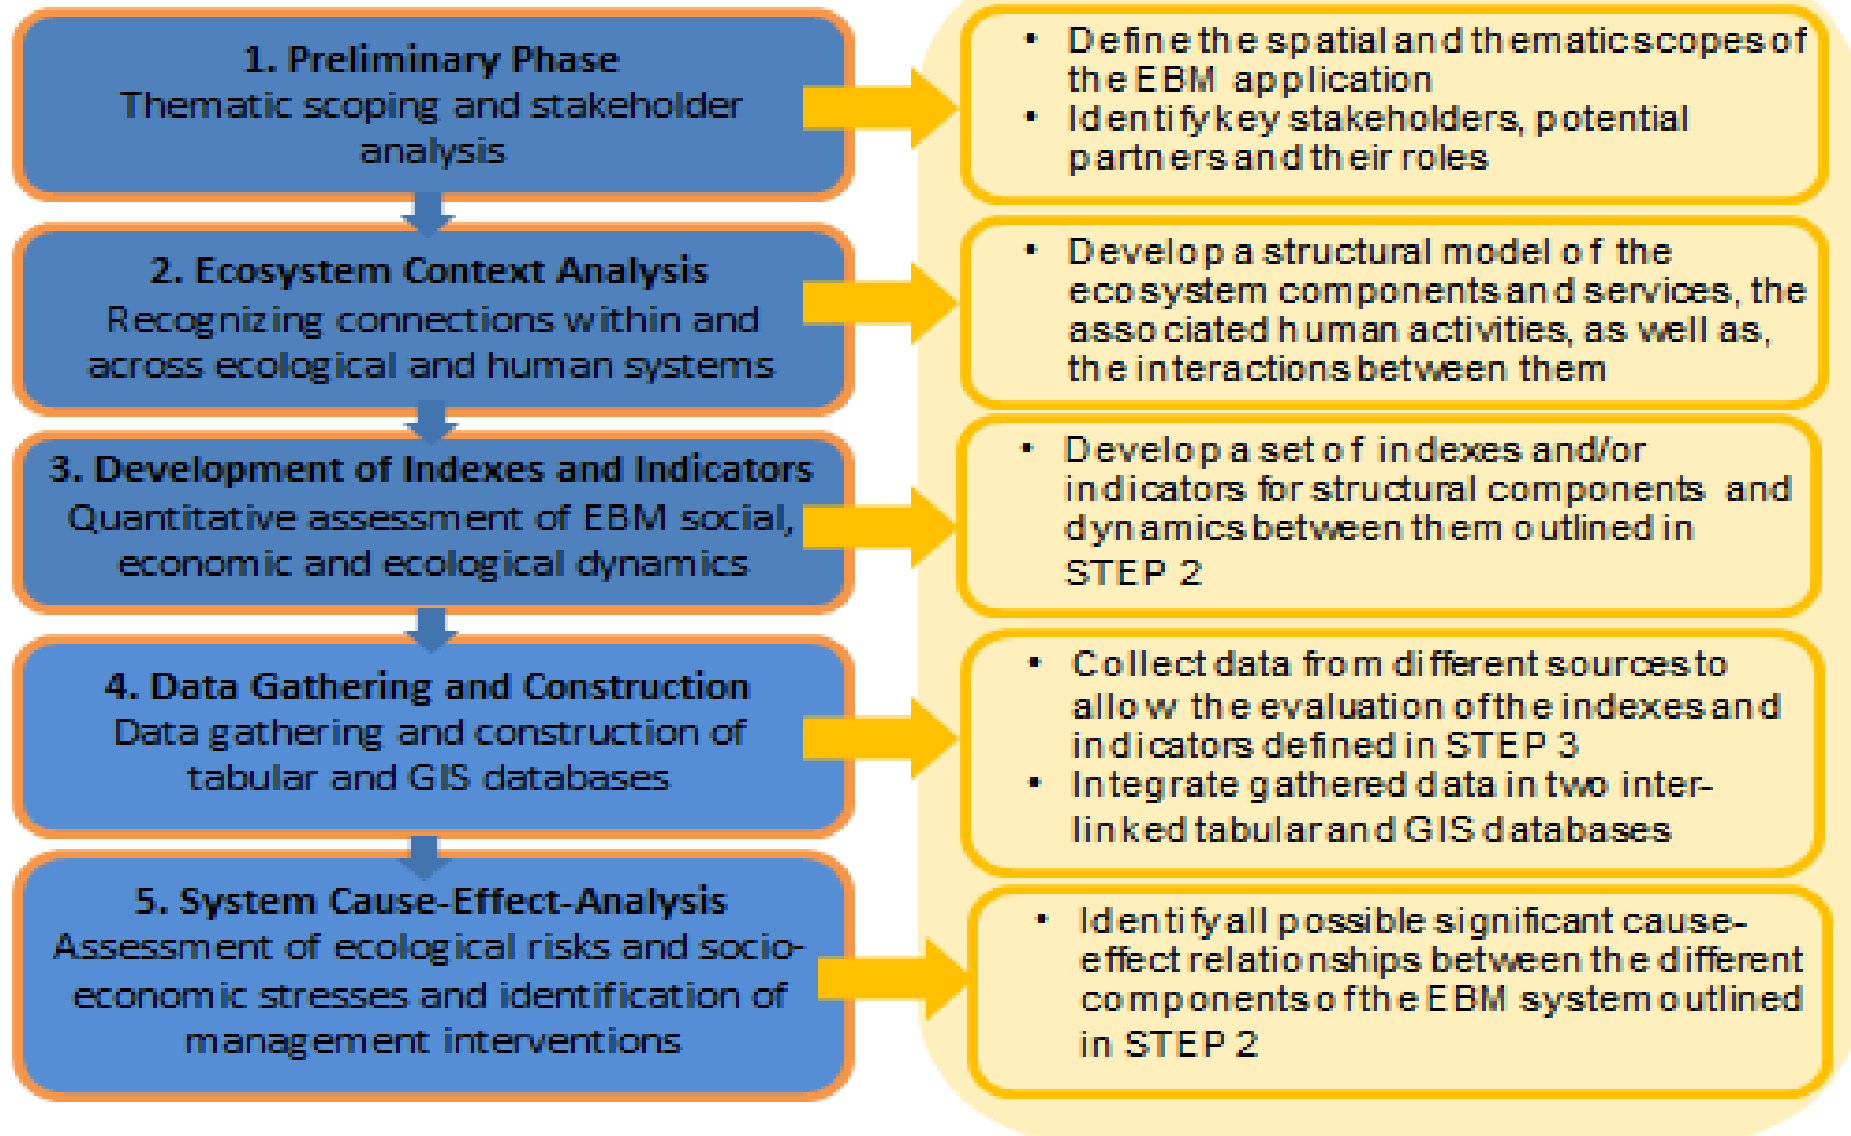 1. Preliminary Phase
Thematic scoping and stakeholder
analysis
• Define the spatial and thematic scopes of
the EBM application
• Identify key stakeholders, potential
partners and their roles
2. Ecosystem Context Analysis
Recognizing connections within and
across ecological and human systems
• Develop a structural model of the
ecosystem components and services, the
associated human activities, as well as,
the interactions between them
3. Development of Indexes and Indicators
Quantitative assessment of EBM social,
economic and ecological dynamics
• Develop a set of indexes and/or
indicators for structural components and
dynamics between them outlined in
STEP 2
4. Data Gathering and Construction
Data gathering and construction of
tabular and GIS databases
• Collect data from different sources to
allow the evaluation of the indexes and
indicators defined in STEP 3
• Integrate gathered data in two inter-
linked tabular and GIS databases
5. System Cause-Effect-Analysis
Assessment of ecological risks and socio-
economic stresses and identification of
management interventions
• Identify all possible significant cause-
effect relationships between the different
components of the EBM system outlined
in STEP 2